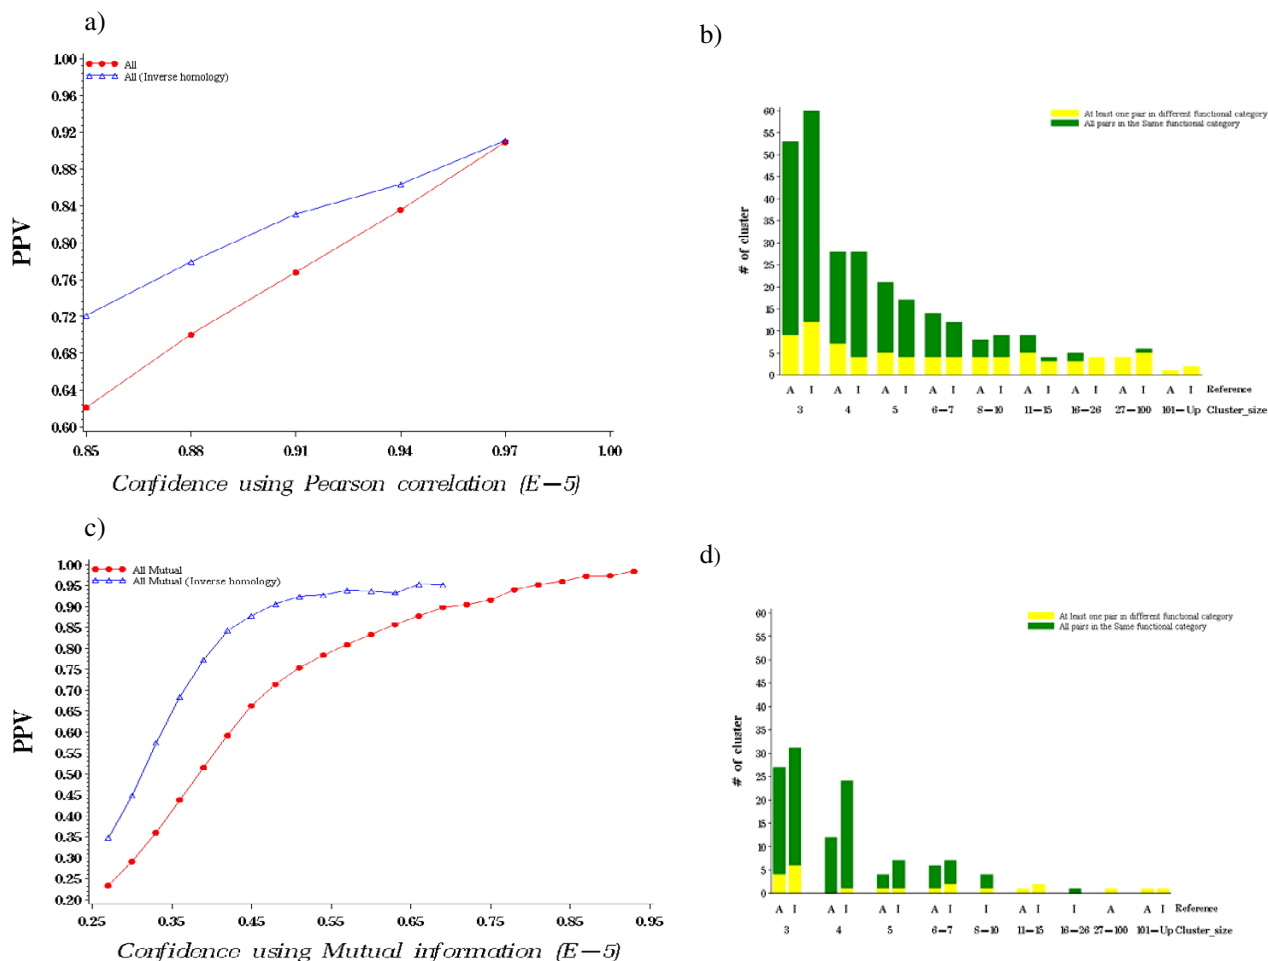 a)
1.00
0.96
0.92
0.88
0.84
0.80
0.76
0.72
0.68
0.64
0.60
PPV
All
All (Inverse homology)
0.85 0.88 0.91 0.94 0.97 1.00
Confidence using Pearson correlation (E−5)
b)
60
55
50
45
40
35
30
25
20
15
10
5
0
# of cluster
At least one pair in different functional category
All pairs in the Same functional category
A I A I A I A I A I A I A I A I A I Reference
3 4 5 6−7 8−10 11−15 16−26 27−100 101−Up Cluster_size
c)
1.00
0.95
0.90
0.85
0.80
0.75
0.70
0.65
0.60
0.55
0.50
0.45
0.40
0.35
0.30
0.25
0.20
PPV
All Mutual
All Mutual (Inverse homology)
0.25 0.35 0.45 0.55 0.65 0.75 0.85 0.95
Confidence using Mutual information (E−5)
d)
60
55
50
45
40
35
30
25
20
15
10
5
0
# of cluster
At least one pair in different functional category
All pairs in the Same functional category
A I A I A I A I I A I I A A I Reference
3 4 5 6−7 8−10 11−15 16−26 27−100 101−Up Cluster_size